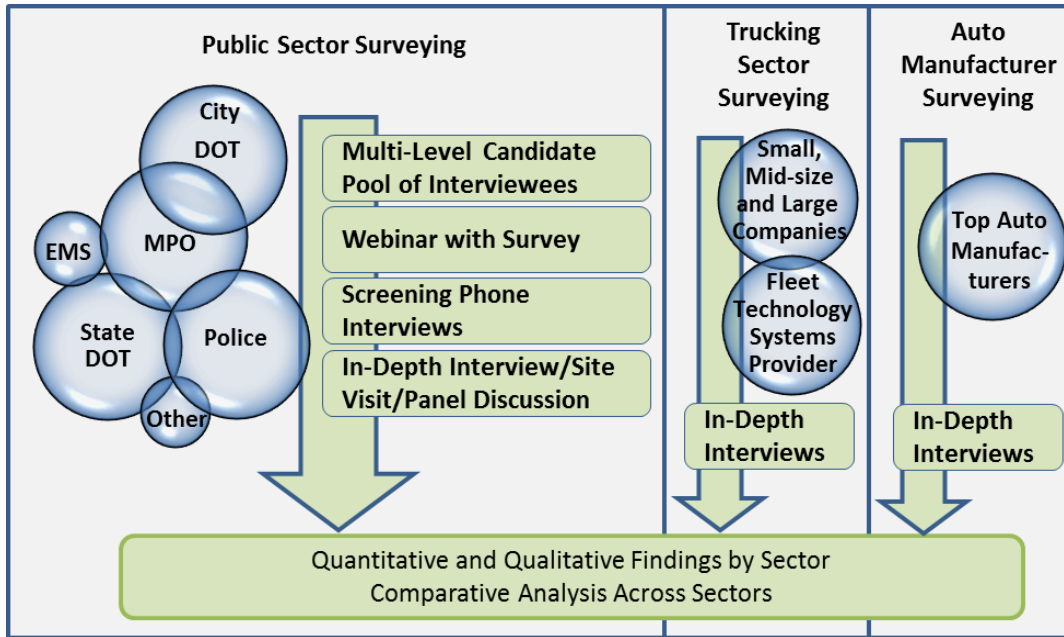 Public Sector Surveying
City
DOT
MPO
EMS
State
DOT
Police
Other
Multi-Level Candidate
Pool of Interviewees
Webinar with Survey
Screening Phone
Interviews
In-Depth Interview/Site
Visit/Panel Discussion
Trucking
Sector
Surveying
Small,
Mid-size
and Large
Companies
Fleet
Technology
Systems
Provider
In-Depth
Interviews
Auto
Manufacturer
Surveying
Top Auto
Manufac-
turers
In-Depth
Interviews
Quantitative and Qualitative Findings by Sector
Comparative Analysis Across Sectors